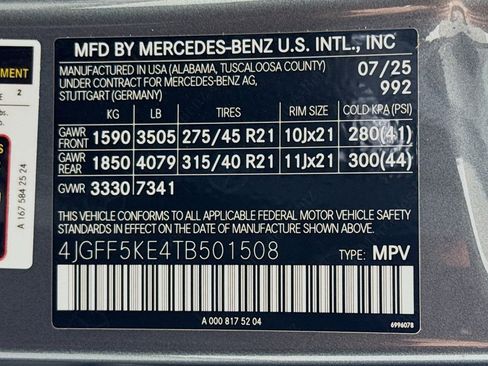 MFD BY MERCEDES-BENZ U.S. INTL., INC
MANUFACTURED IN USA (ALABAMA, TUSCALOOSA COUNTY) 07/25
UNDER CONTRACT FOR MERCEDES-BENZ AG, 992
STUTTGART (GERMANY)
KG LB TIRES RIM SIZE COLD KPA (PSI)
GAWR FRONT 1590 3505 275/45 R21 10Jx21 280(41)
GAWR REAR 1850 4079 315/40 R21 11Jx21 300(44)
GVWR 3330 7341
THIS VEHICLE CONFORMS TO ALL APPLICABLE FEDERAL MOTOR VEHICLE SAFETY
STANDARDS IN EFFECT ON THE DATE OF MANUFACTURE SHOWN ABOVE.
4JGFF5KE4TB501508 TYPE: MPV
A 000 817 52 04
6996078
EMENT
2
A 167 584 25 24